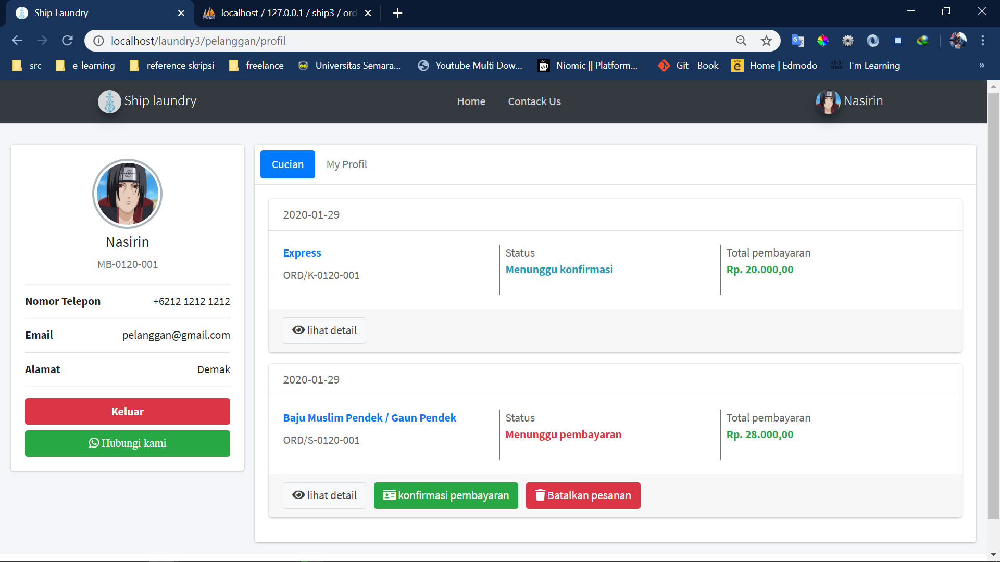 Ship Laundry
localhost / 127.0.0.1 / ship3 / ord
localhost/laundry3/pelanggan/profil
src
e-learning
reference skripsi
freelance
Universitas Semara...
Youtube Multi Dow...
Niomic || Platform...
Git - Book
Home | Edmodo
I'm Learning
»
Ship laundry
Home
Contack Us
Nasirin
Nasirin
MB-0120-001
Nomor Telepon +6212 1212 1212
Email pelanggan@gmail.com
Alamat Demak
Keluar
Hubungi kami
Cucian
My Profil
2020-01-29
Express
ORD/K-0120-001
Status
Menunggu konfirmasi
Total pembayaran
Rp. 20.000,00
lihat detail
2020-01-29
Baju Muslim Pendek / Gaun Pendek
ORD/S-0120-001
Status
Menunggu pembayaran
Total pembayaran
Rp. 28.000,00
lihat detail
konfirmasi pembayaran
Batalkan pesanan